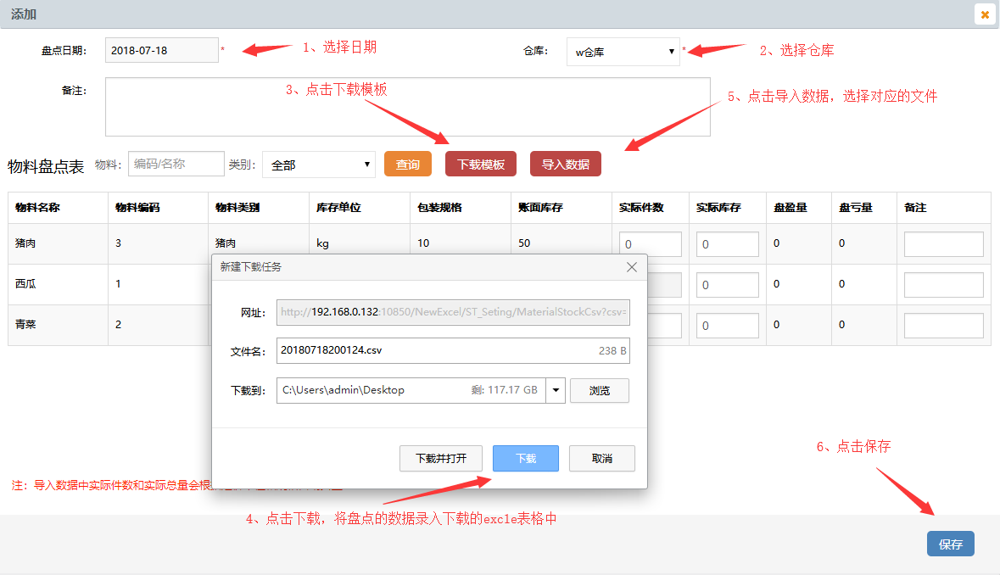 添加
盘点日期： 2018-07-18 * 1、选择日期 仓库： w仓库 * 2、选择仓库
备注： 3、点击下载模板 5、点击导入数据，选择对应的文件
物料盘点表 物料： 编码/名称 类别： 全部 查询 下载模板 导入数据
物料名称 物料编码 物料类别 库存单位 包装规格 账面库存 实际件数 实际库存 盘盈量 盘亏量 备注
猪肉 3 猪肉 kg 10 50 0 0 0 0
西瓜 1 0 0 0
青菜 2 0 0 0
新建下载任务
网址： http://192.168.0.132:10850/NewExcel/ST_Seting/MaterialStockCsv?csv=
文件名： 20180718200124.csv 238 B
下载到： C:\Users\admin\Desktop 剩: 117.17 GB 浏览
下载并打开 下载 取消
6、点击保存
注：导入数据中实际件数和实际总量会根
4、点击下载，将盘点的数据录入下载的excle表格中
保存